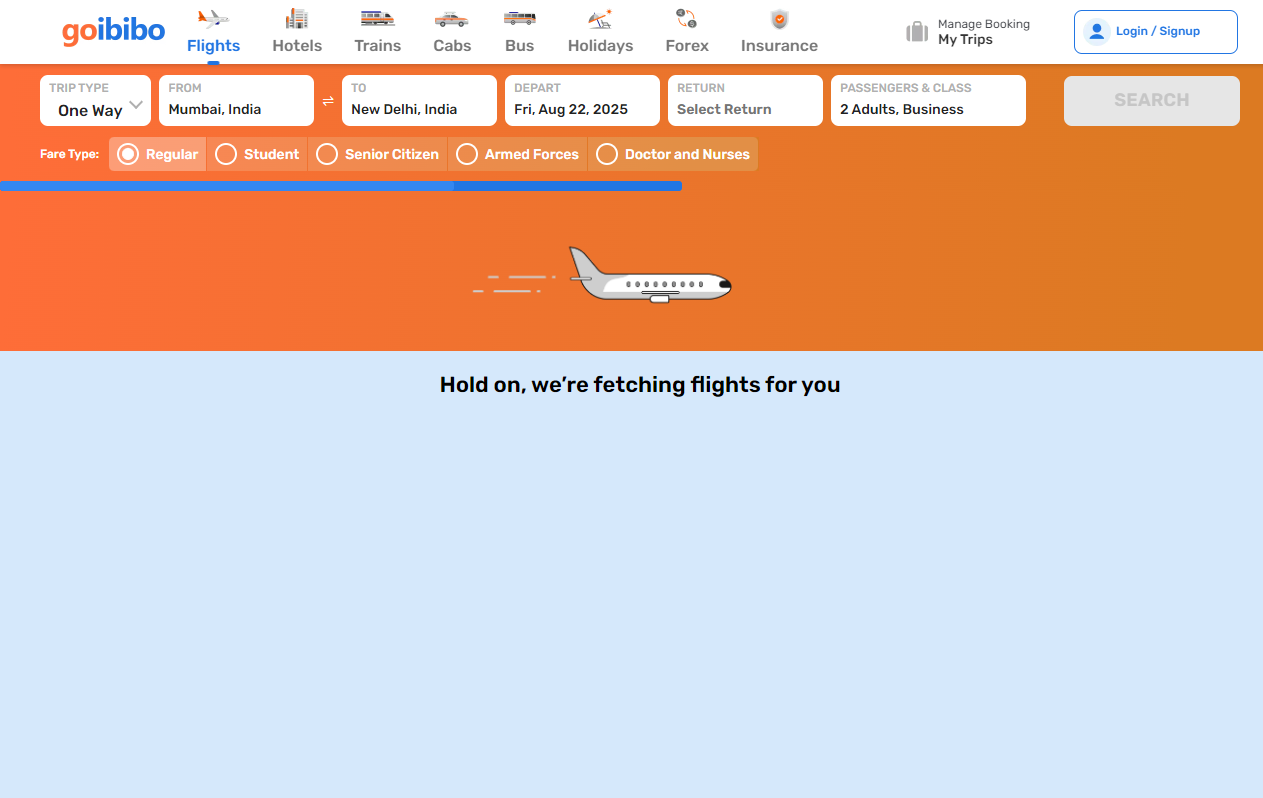 goibibo
Flights
Hotels
Trains
Cabs
Bus
Holidays
Forex
Insurance
Manage Booking
My Trips
Login / Signup
TRIP TYPE
One Way
FROM
Mumbai, India
TO
New Delhi, India
DEPART
Fri, Aug 22, 2025
RETURN
Select Return
PASSENGERS & CLASS
2 Adults, Business
SEARCH
Fare Type:
Regular
Student
Senior Citizen
Armed Forces
Doctor and Nurses
Hold on, we’re fetching flights for you